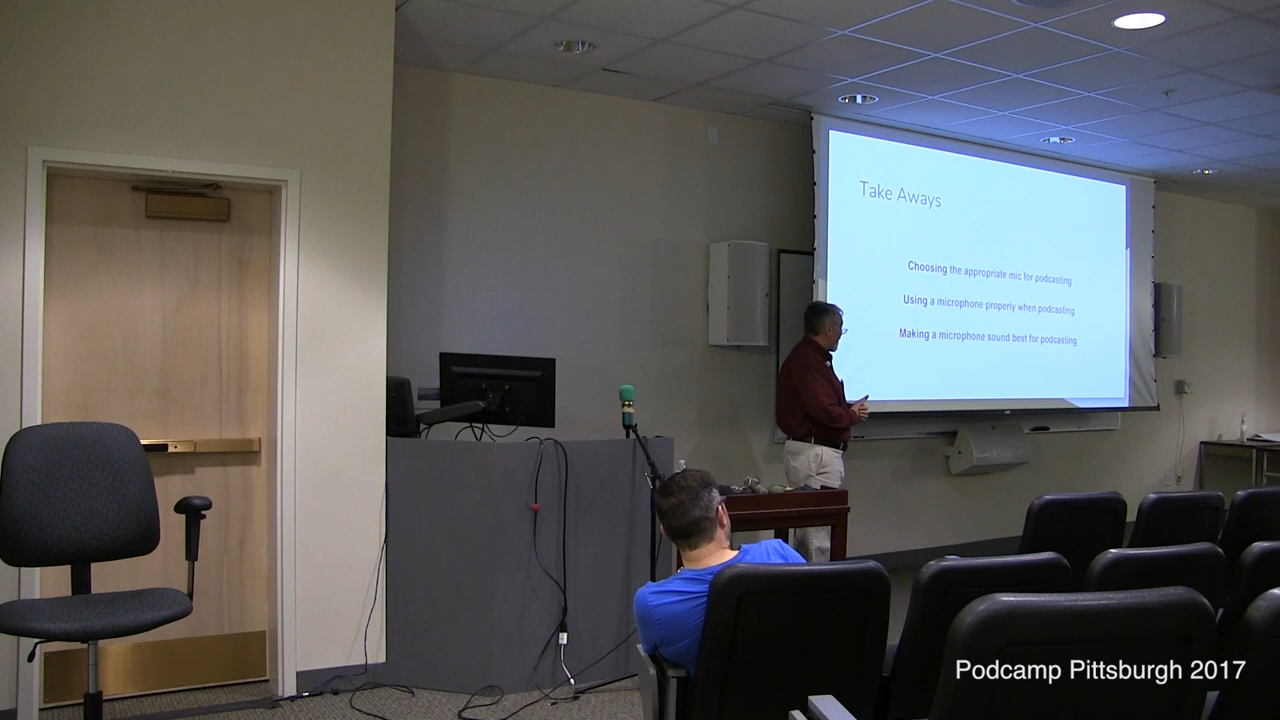 Take Aways
Choosing the appropriate mic for podcasting
Using a microphone properly when podcasting
Making a microphone sound best for podcasting
Podcamp Pittsburgh 2017